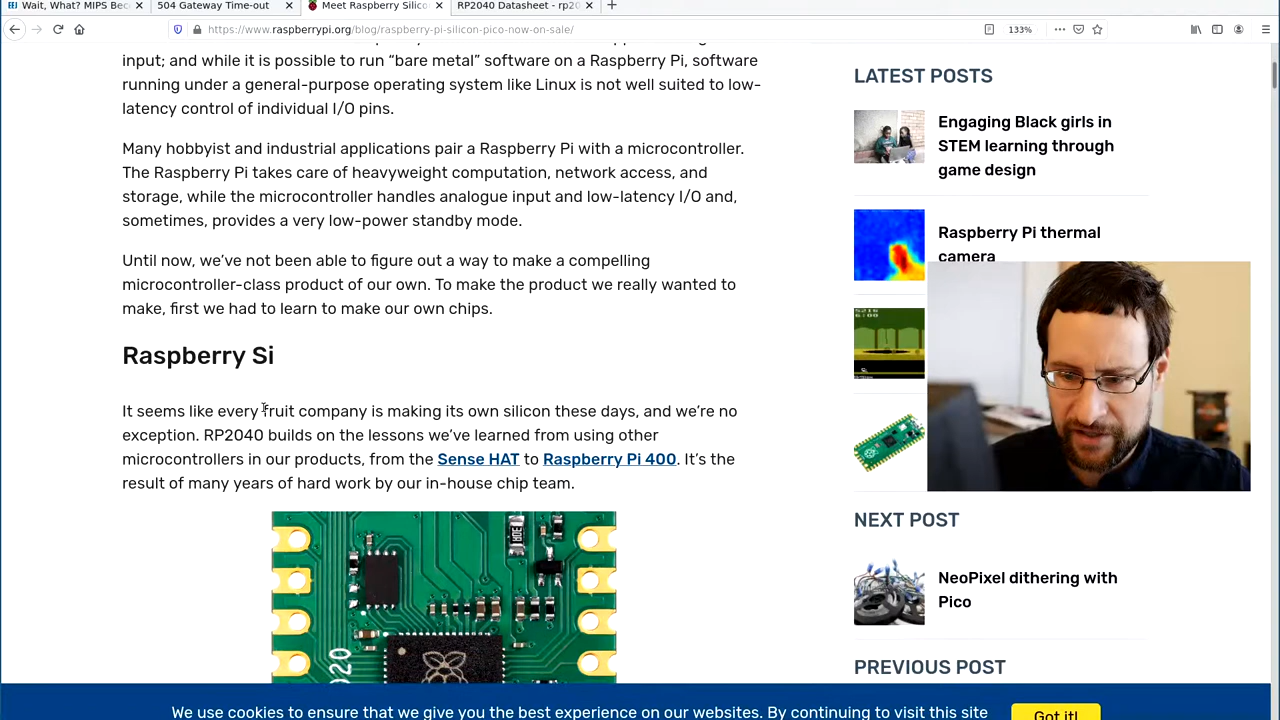 Wait, What? MIPS Bec
504 Gateway Time-out
Meet Raspberry Silico
RP2040 Datasheet - rp20
https://www.raspberrypi.org/blog/raspberry-pi-silicon-pico-now-on-sale/
133%
input; and while it is possible to run “bare metal” software on a Raspberry Pi, software
running under a general-purpose operating system like Linux is not well suited to low-
latency control of individual I/O pins.
Many hobbyist and industrial applications pair a Raspberry Pi with a microcontroller.
The Raspberry Pi takes care of heavyweight computation, network access, and
storage, while the microcontroller handles analogue input and low-latency I/O and,
sometimes, provides a very low-power standby mode.
Until now, we’ve not been able to figure out a way to make a compelling
microcontroller-class product of our own. To make the product we really wanted to
make, first we had to learn to make our own chips.
Raspberry Si
It seems like every fruit company is making its own silicon these days, and we’re no
exception. RP2040 builds on the lessons we’ve learned from using other
microcontrollers in our products, from the Sense HAT to Raspberry Pi 400. It’s the
result of many years of hard work by our in-house chip team.
020
LATEST POSTS
Engaging Black girls in
STEM learning through
game design
Raspberry Pi thermal
camera
NEXT POST
NeoPixel dithering with
Pico
PREVIOUS POST
We use cookies to ensure that we give you the best experience on our websites. By continuing to visit this site
Got it!